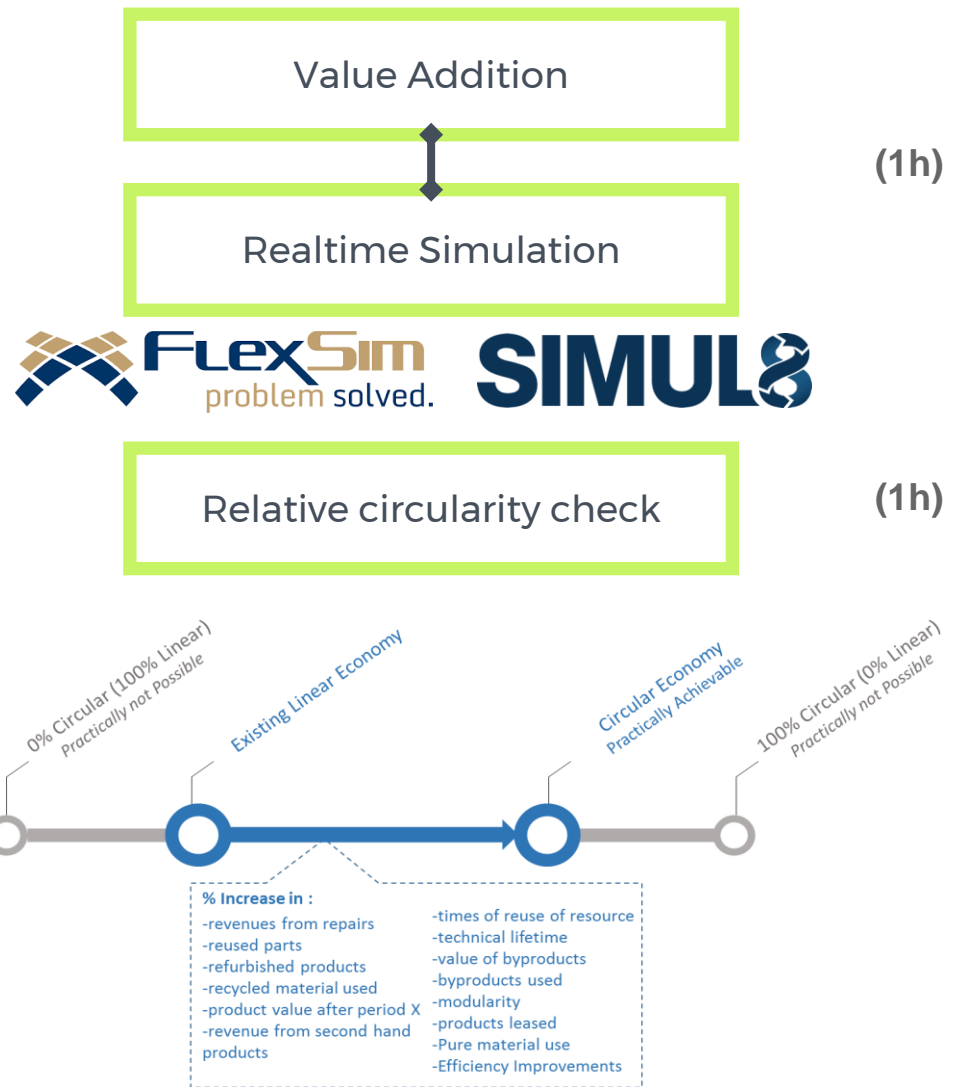 Value Addition
(1h)
Realtime Simulation
FLEXSIM
problem solved.
SIMUL8
Relative circularity check
(1h)
0% Circular (100% Linear)
Practically not Possible
Existing Linear Economy
Circular Economy
Practically Achievable
100% Circular (0% Linear)
Practically not Possible
% Increase in :
-revenues from repairs
-reused parts
-refurbished products
-recycled material used
-product value after period X
-revenue from second hand
products
-times of reuse of resource
-technical lifetime
-value of byproducts
-byproducts used
-modularity
-products leased
-Pure material use
-Efficiency Improvements